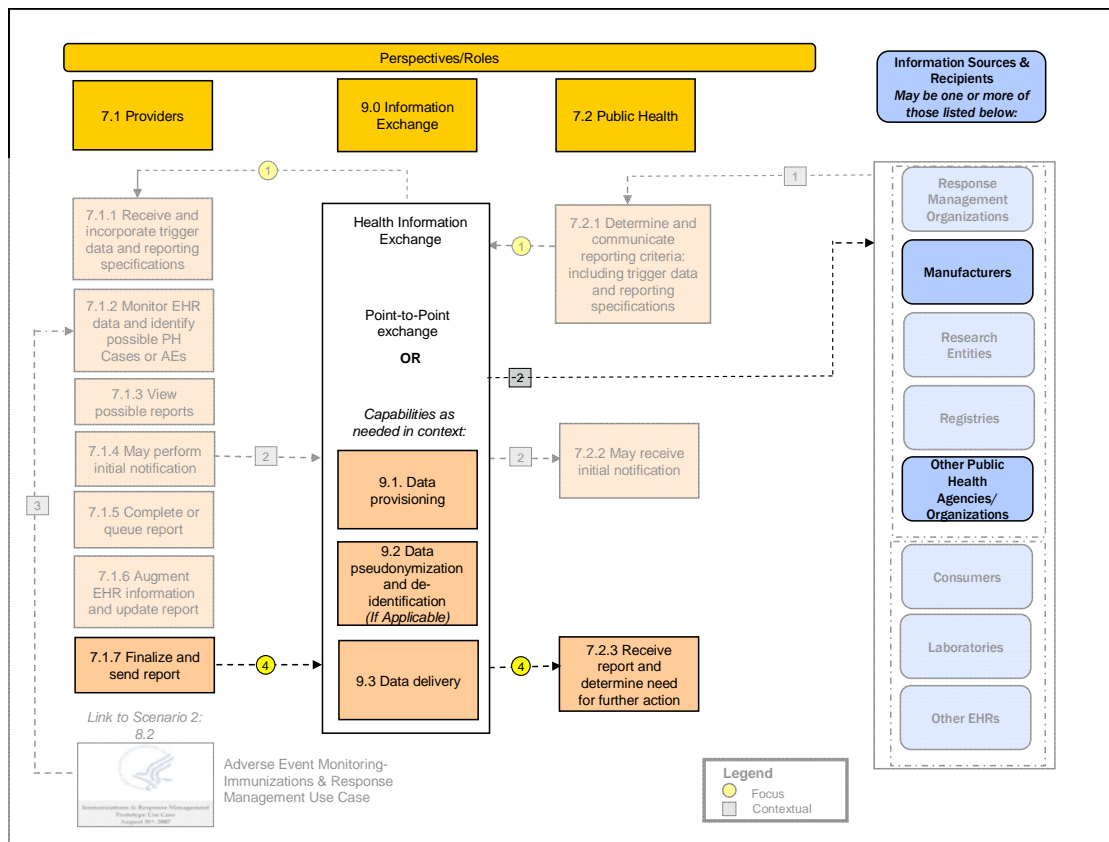 Perspectives/Roles
Information Sources &
Recipients
May be one or more of
those listed below:
7.1 Providers
9.0 Information
Exchange
7.2 Public Health
1
1
7.1.1 Receive and
incorporate trigger
data and reporting
specifications
Health Information
Exchange
1
7.2.1 Determine and
communicate
reporting criteria:
including trigger data
and reporting
specifications
Response
Management
Organizations
Manufacturers
7.1.2 Monitor EHR
data and identify
possible PH
Cases or AEs
Point-to-Point
exchange
OR
Research
Entities
2
7.1.3 View
possible reports
Capabilities as
needed in context:
Registries
7.1.4 May perform
initial notification
2
2
7.2.2 May receive
initial notification
9.1. Data
provisioning
Other Public
Health
Agencies/
Organizations
3
7.1.5 Complete or
queue report
9.2 Data
pseudonymization
and de-
identification
(If Applicable)
Consumers
7.1.6 Augment
EHR information
and update report
Laboratories
7.1.7 Finalize and
send report
4
9.3 Data delivery
4
7.2.3 Receive
report and
determine need
for further action
Other EHRs
Link to Scenario 2:
8.2
Adverse Event Monitoring-
Immunizations & Response
Management Use Case
Immunizations & Response Management
Prototype Use Case
Legend
Focus
Contextual